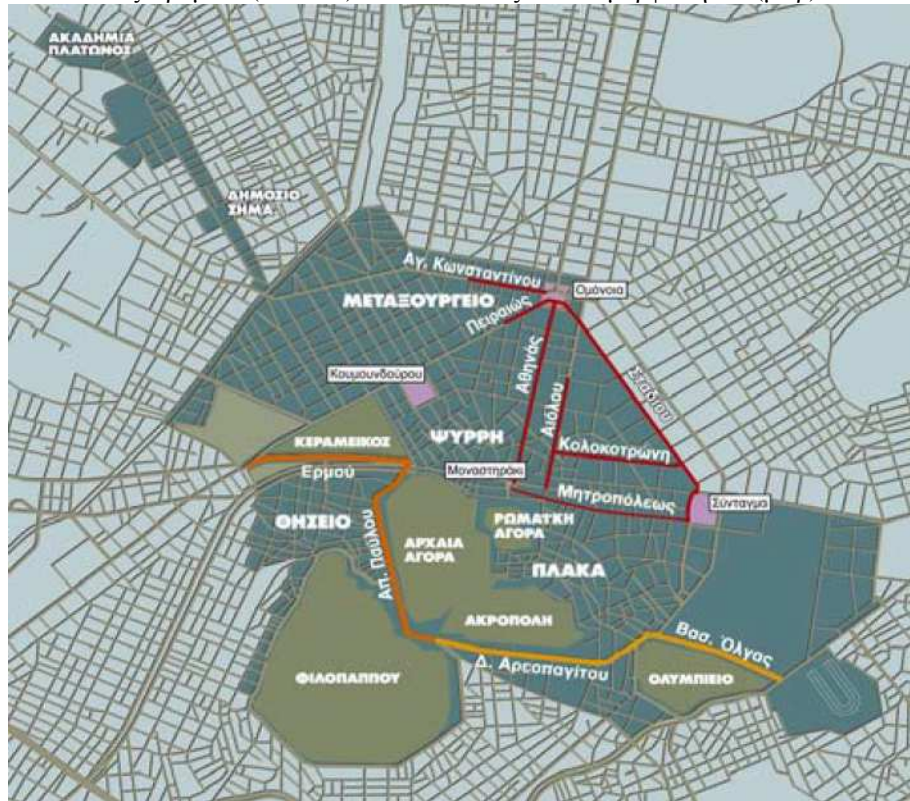 ΑΚΑΔΗΜΙΑ
ΠΛΑΤΩΝΟΣ
ΔΗΜΟΣΙΟ
ΣΗΜΑ
Αγ. Κωνσταντίνου
Ομόνοια
ΜΕΤΑΞΟΥΡΓΕΙΟ
Πειραιώς
Σταδίου
Κουμουνδούρου
Αθηνάς
Αιόλου
ΚΕΡΑΜΕΙΚΟΣ
ΨΥΡΡΗ
Κολοκοτρώνη
Ερμού
Μοναστηράκι
Μητροπόλεως
Σύνταγμα
ΘΗΣΕΙΟ
ΡΩΜΑΪΚΗ
ΑΓΟΡΑ
Απ. Παύλου
ΑΡΧΑΙΑ
ΑΓΟΡΑ
ΠΛΑΚΑ
ΑΚΡΟΠΟΛΗ
Βασ. Όλγας
Δ. Αρεοπαγίτου
ΦΙΛΟΠΑΠΠΟΥ
ΟΛΥΜΠΙΕΙΟ